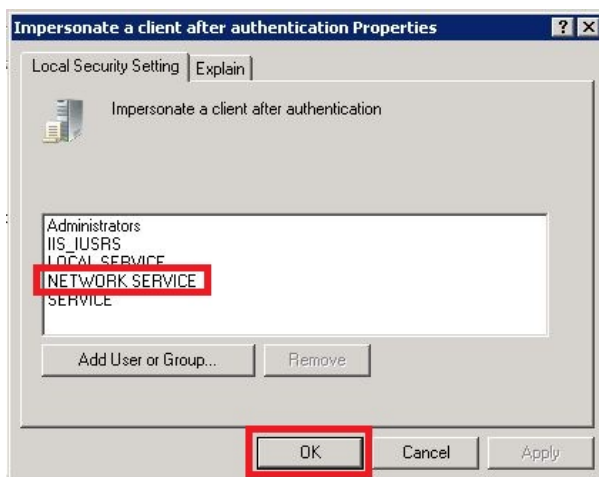 Impersonate a client after authentication Properties
Local Security Setting
Explain
Impersonate a client after authentication
Administrators
IIS_IUSRS
LOCAL SERVICE
NETWORK SERVICE
SERVICE
Add User or Group...
Remove
OK
Cancel
Apply